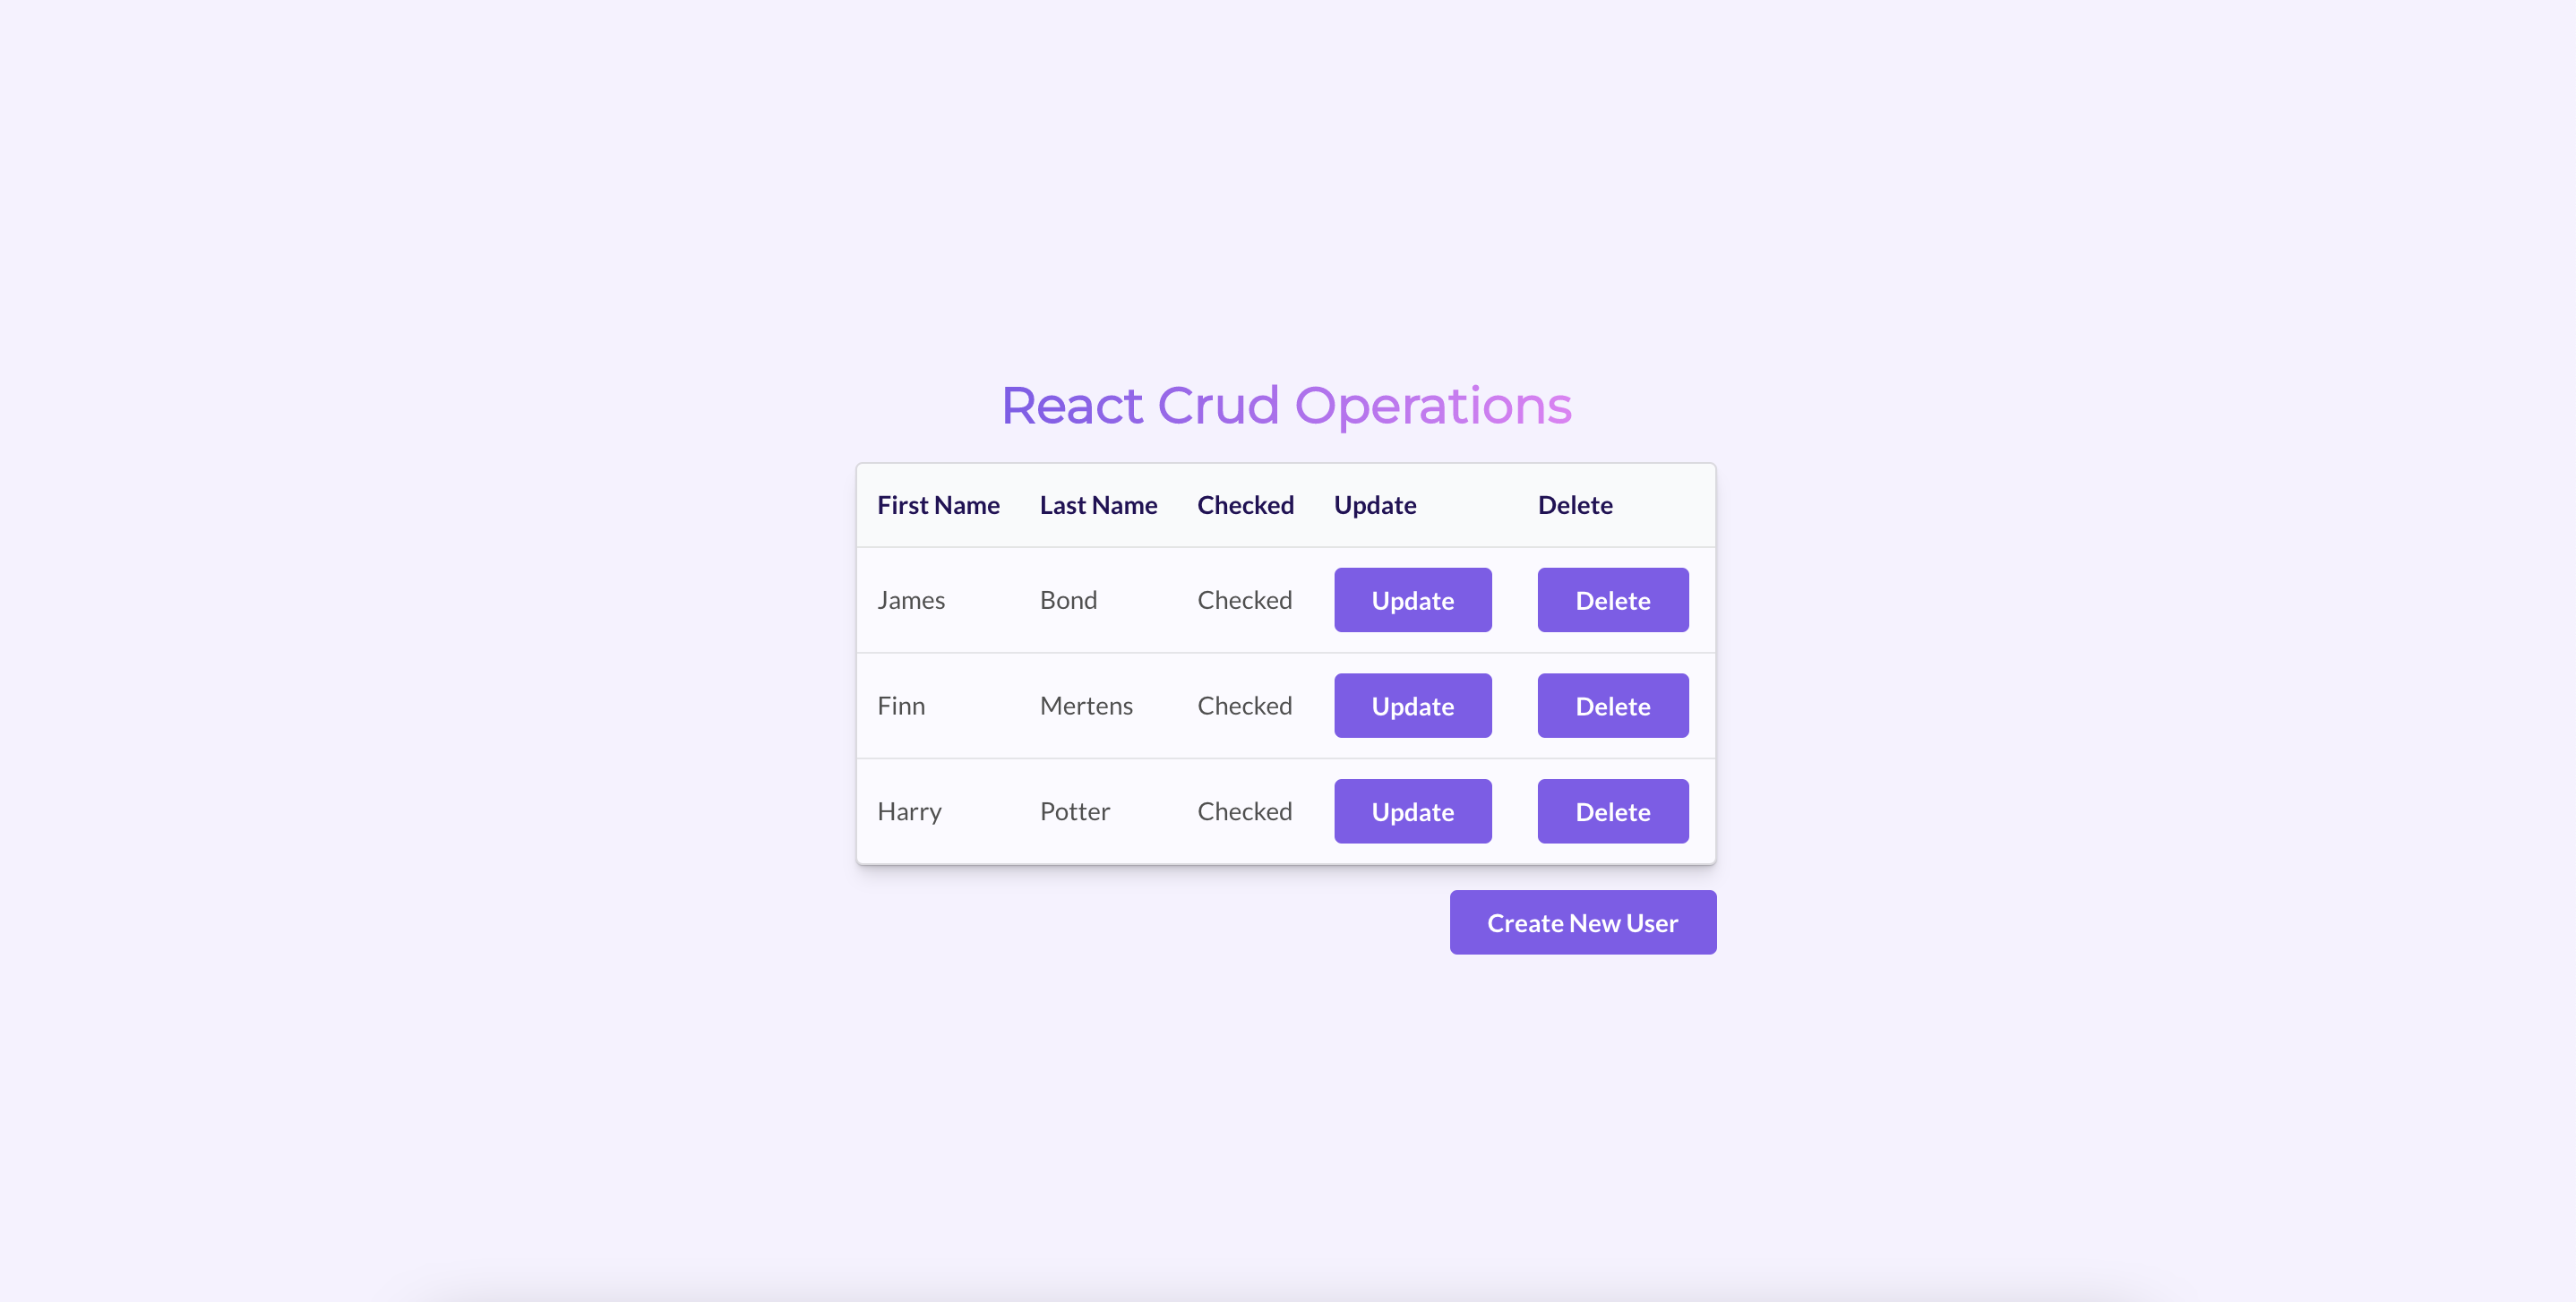 React Crud Operations
First Name Last Name Checked Update Delete
James Bond Checked Update Delete
Finn Mertens Checked Update Delete
Harry Potter Checked Update Delete
Create New User